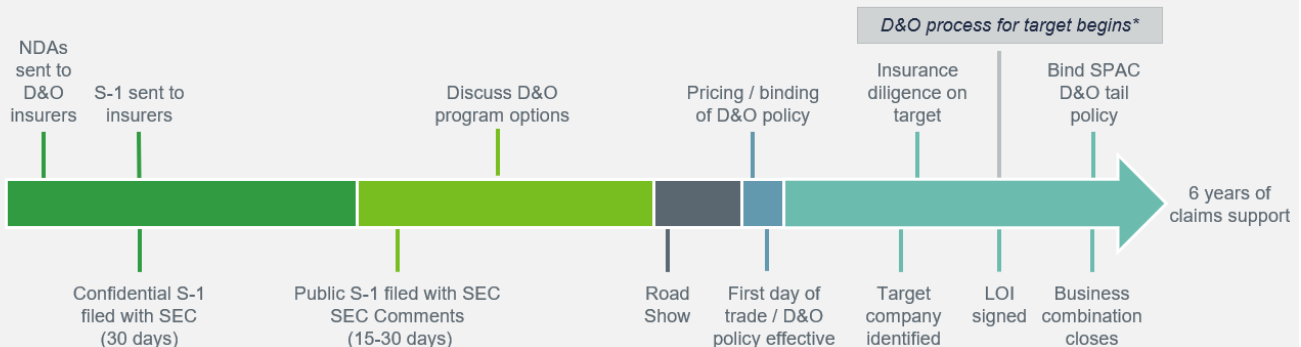 D&O process for target begins*
NDAs
sent to
D&O
insurers
S-1 sent to
insurers
Discuss D&O
program options
Pricing / binding
of D&O policy
Insurance
diligence on
target
Bind SPAC
D&O tail
policy
6 years of
claims support
Confidential S-1
filed with SEC
(30 days)
Public S-1 filed with SEC
SEC Comments
(15-30 days)
Road
Show
First day of
trade / D&O
policy effective
Target
company
identified
LOI
signed
Business
combination
closes